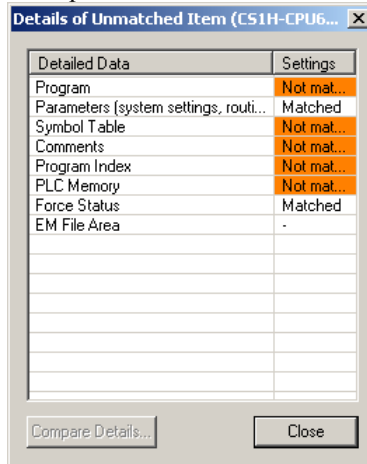 Details of Unmatched Item (CS1H-CPU6...
Detailed Data Settings
Program Not mat...
Parameters (system settings, routi... Matched
Symbol Table Not mat...
Comments Not mat...
Program Index Not mat...
PLC Memory Not mat...
Force Status Matched
EM File Area -
Compare Details...
Close